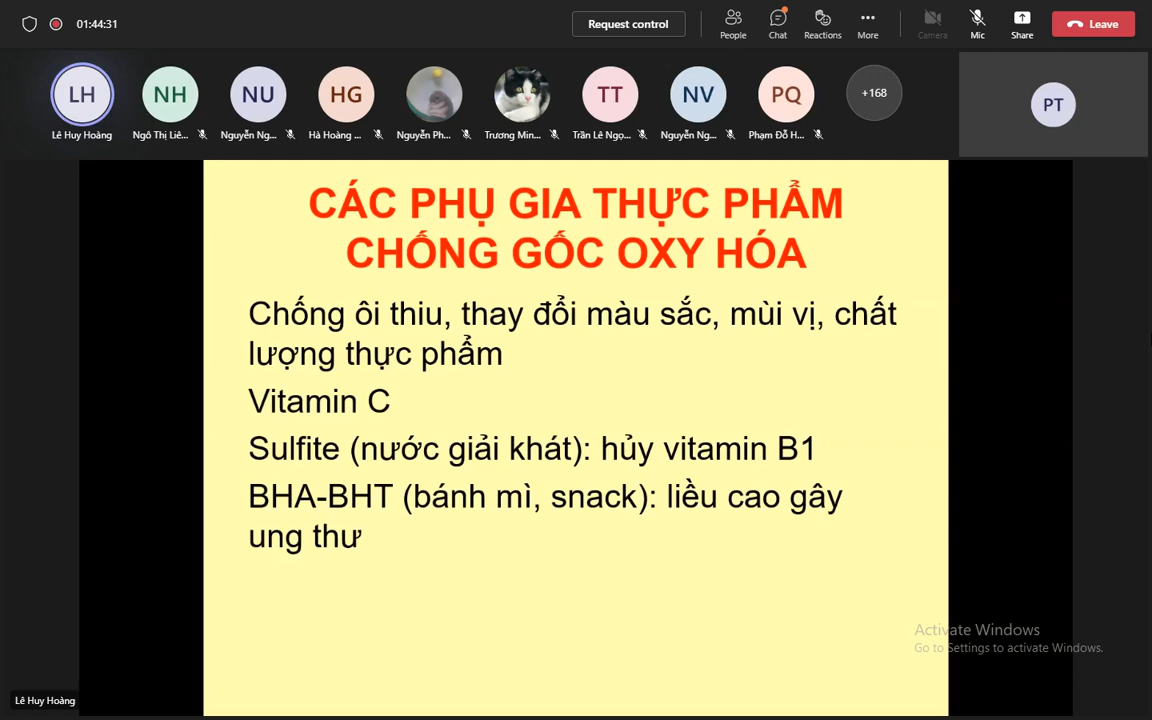 01:44:31
Request control
People
Chat
Reactions
More
Camera
Mic
Share
Leave
LH
NH
NU
HG
TT
NV
PQ
+168
PT
Lê Huy Hoàng
Ngô Thị Liê...
Nguyễn Ng...
Hà Hoàng ...
Nguyễn Ph...
Trương Min...
Trần Lê Ngọ...
Nguyễn Ng...
Phạm Đỗ H...
CÁC PHỤ GIA THỰC PHẨM
CHỐNG GỐC OXY HÓA
Chống ôi thiu, thay đổi màu sắc, mùi vị, chất
lượng thực phẩm
Vitamin C
Sulfite (nước giải khát): hủy vitamin B1
BHA-BHT (bánh mì, snack): liều cao gây
ung thư
Activate Windows
Go to Settings to activate Windows.
Lê Huy Hoàng